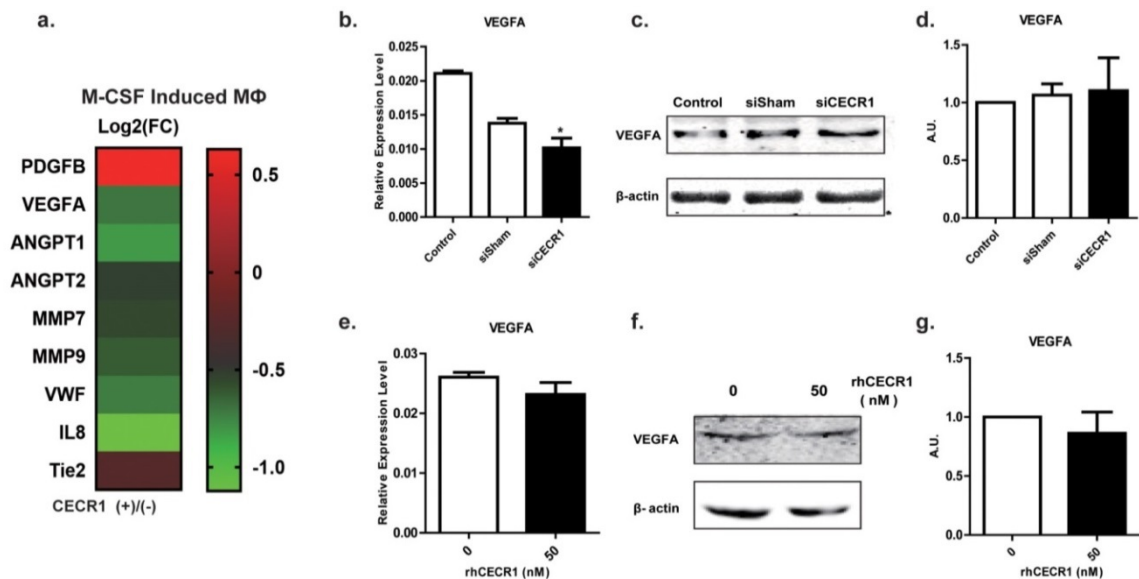 a.
M-CSF Induced MΦ
Log2(FC)
PDGFB
VEGFA
ANGPT1
ANGPT2
MMP7
MMP9
VWF
IL8
Tie2
CECR1 (+)/(-)
0.5
0
-0.5
-1.0
b.
VEGFA
Relative Expression Level
0.025
0.020
0.015
0.010
0.005
0.000
*
Control
siSham
siCECR1
c.
Control siSham siCECR1
VEGFA
β-actin
*
d.
VEGFA
A.U.
1.5
1.0
0.5
0.0
Control
siSham
siCECR1
e.
VEGFA
Relative Expression Level
0.03
0.02
0.01
0.00
0
50
rhCECR1 (nM)
f.
0 50 rhCECR1
( nM)
VEGFA
β- actin
g.
VEGFA
A.U.
1.5
1.0
0.5
0.0
0
50
rhCECR1 (nM)